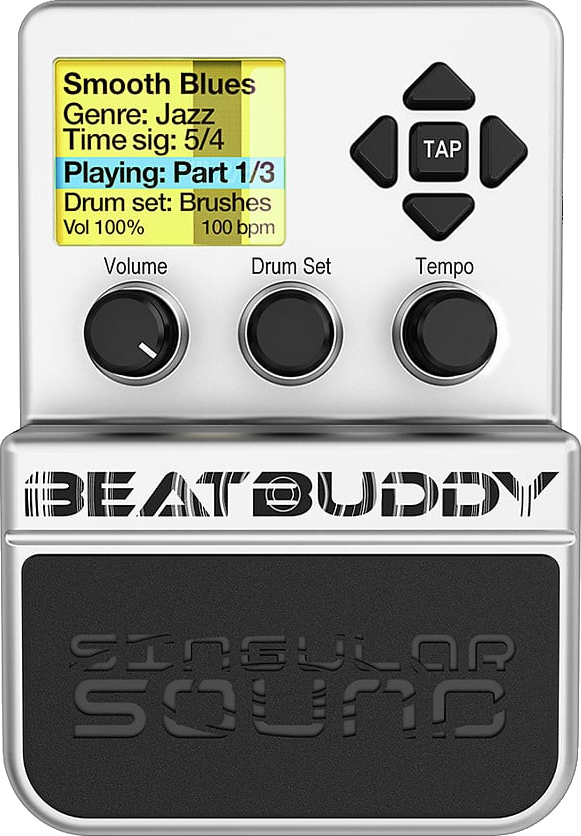 Smooth Blues
Genre: Jazz
Time sig: 5/4
Playing: Part 1/3
Drum set: Brushes
Vol 100% 100 bpm
TAP
Volume Drum Set Tempo
BEATBUDDY
SINGULAR
SOUND